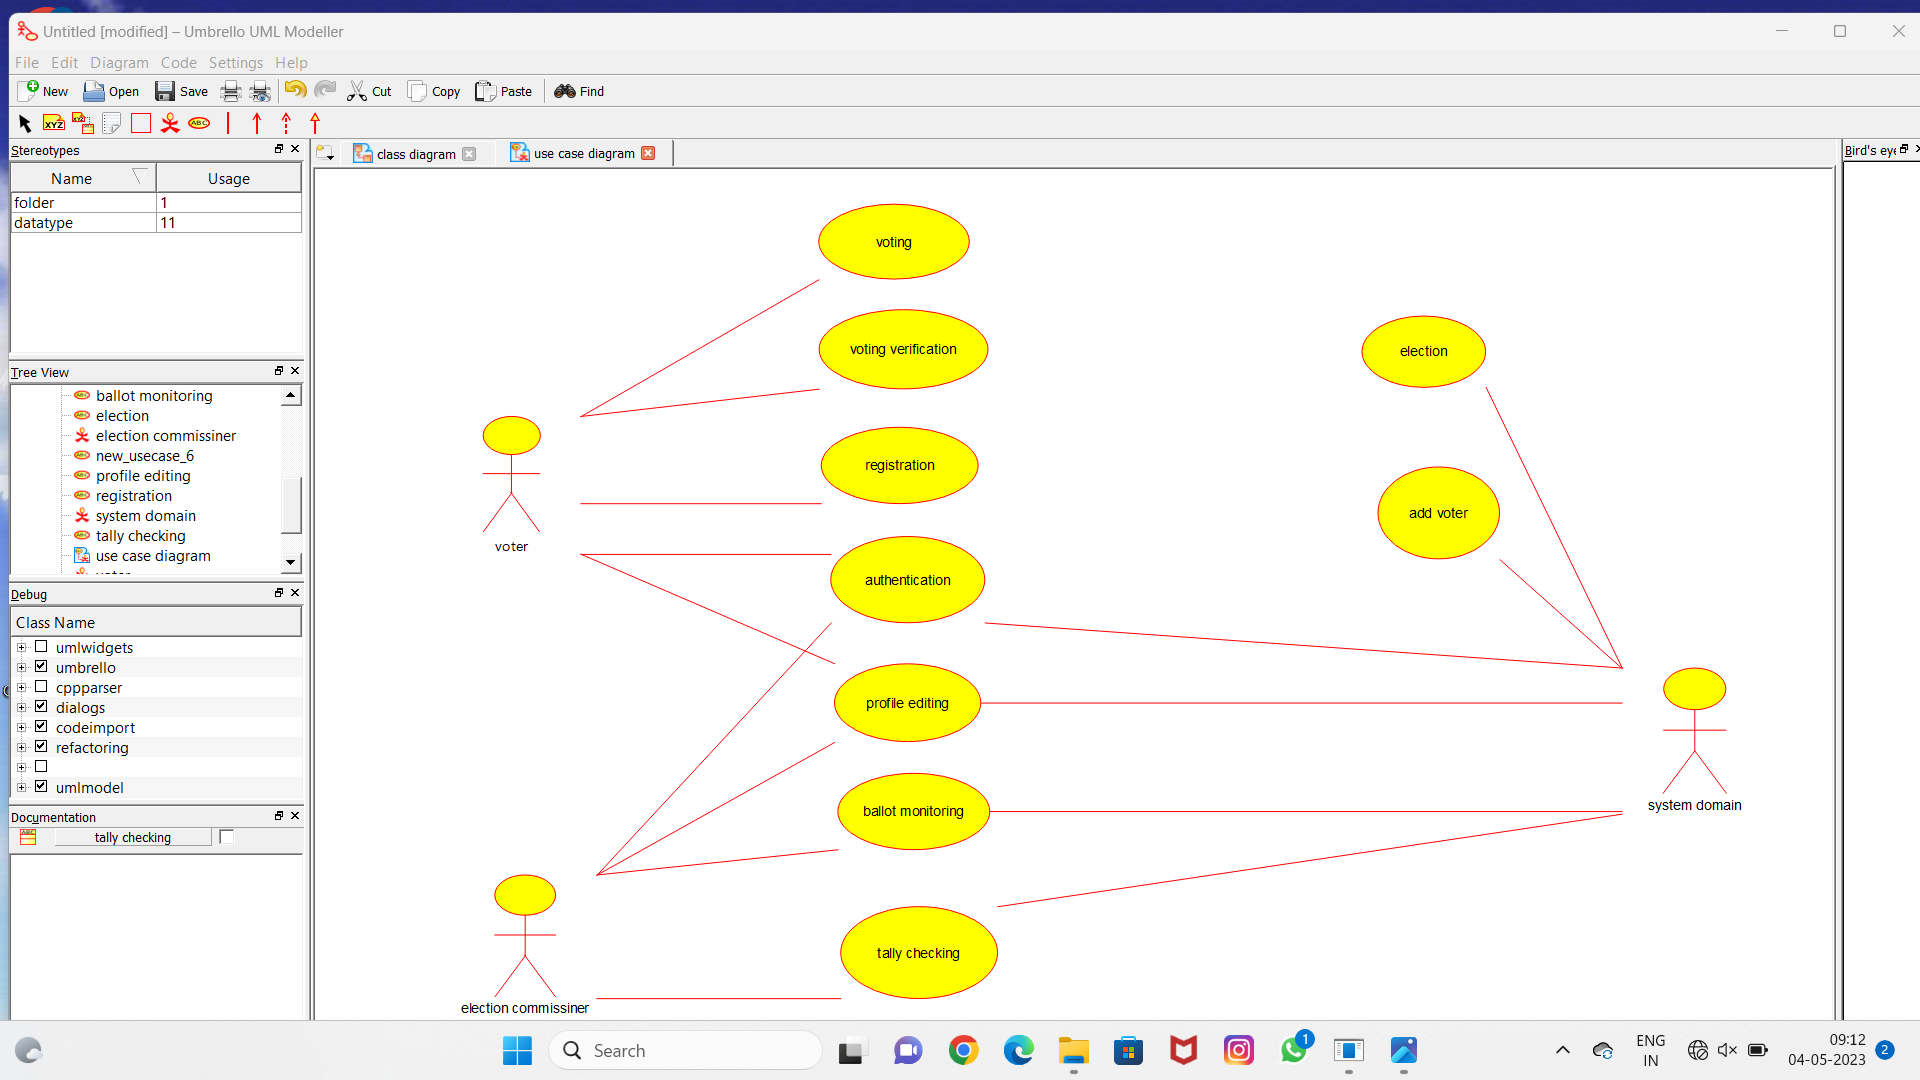 Untitled [modified] – Umbrello UML Modeller
File Edit Diagram Code Settings Help
New Open Save Cut Copy Paste Find
XYZ ABC
Stereotypes
Name Usage
folder 1
datatype 11
Tree View
ballot monitoring
election
election commissiner
new_usecase_6
profile editing
registration
system domain
tally checking
use case diagram
Debug
Class Name
umlwidgets
umbrello
cppparser
dialogs
codeimport
refactoring
umlmodel
Documentation
tally checking
class diagram use case diagram
Bird's eye
voting
voting verification
registration
authentication
profile editing
ballot monitoring
tally checking
voter
election commissiner
election
add voter
system domain
Search
1
ENG
IN
09:12
04-05-2023
2